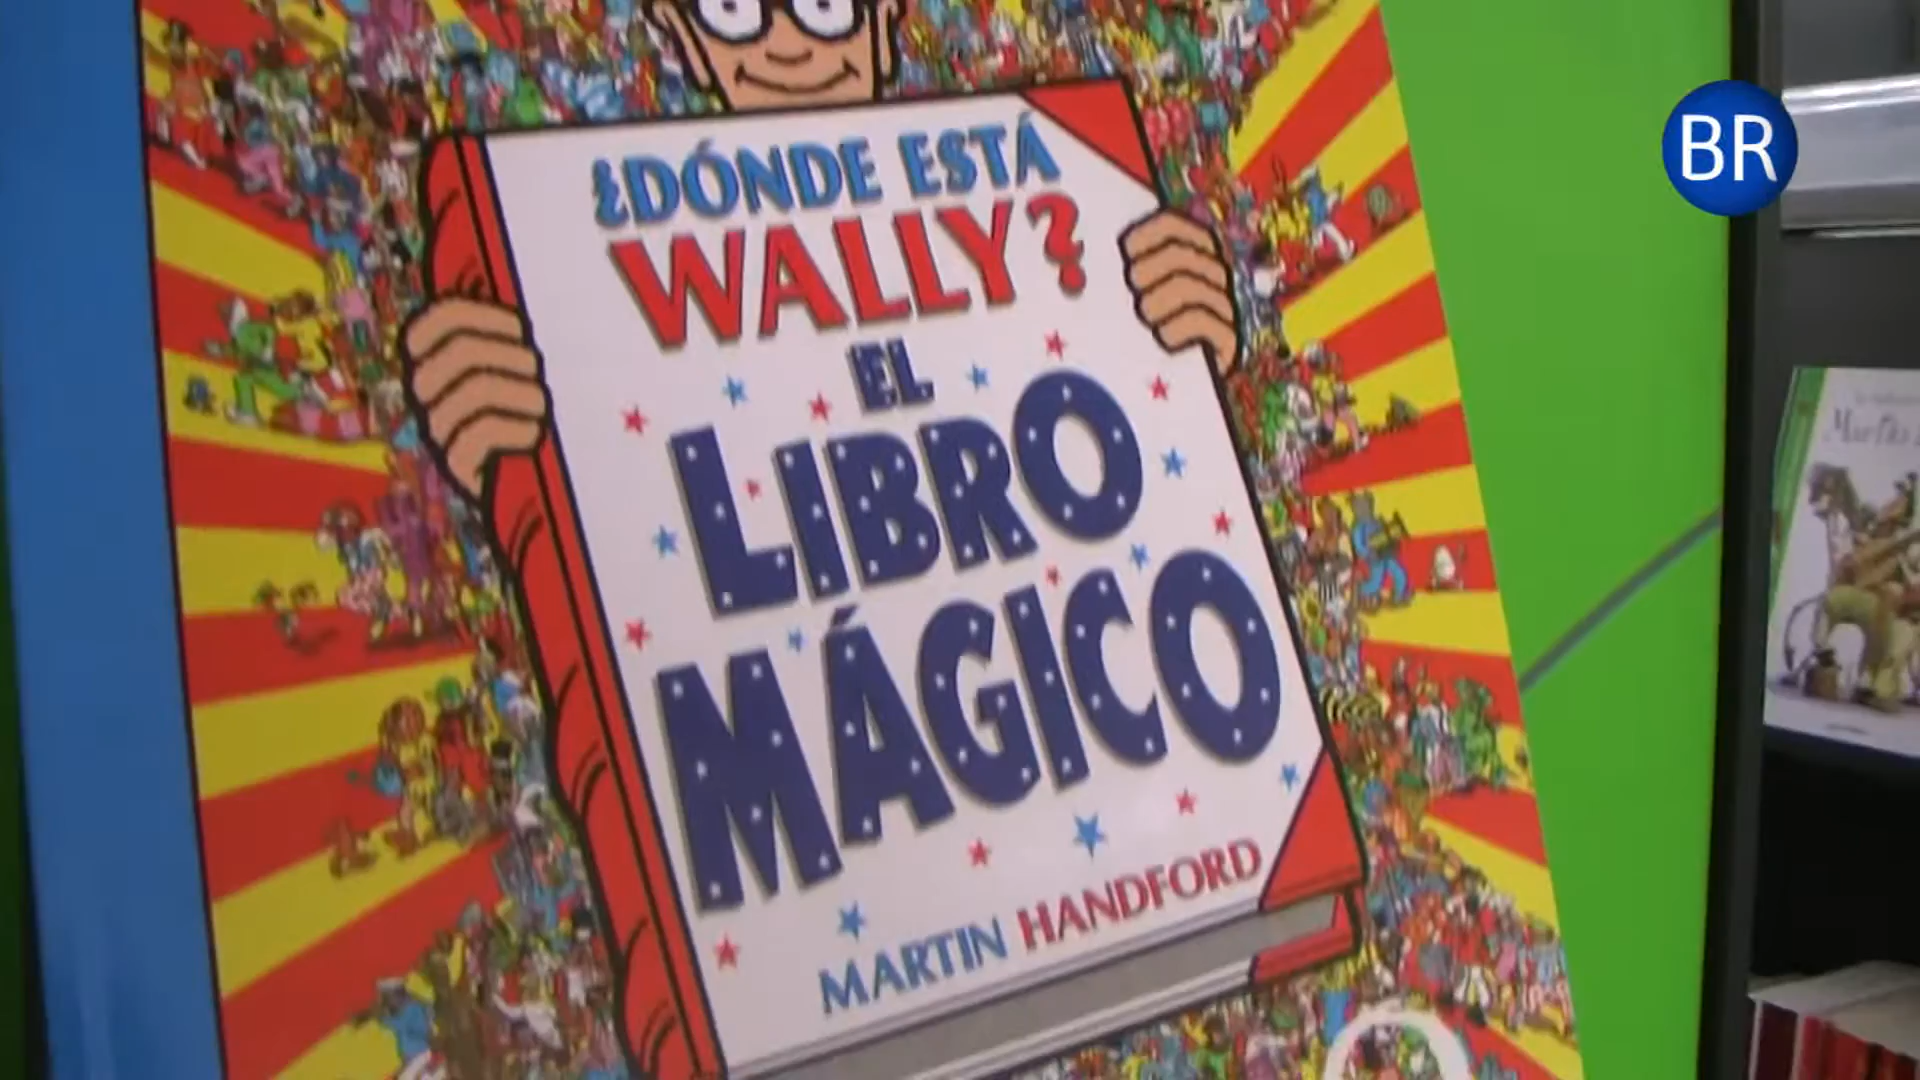 ¿DÓNDE ESTÁ
WALLY?
EL
LIBRO
MÁGICO
MARTIN HANDFORD
BR